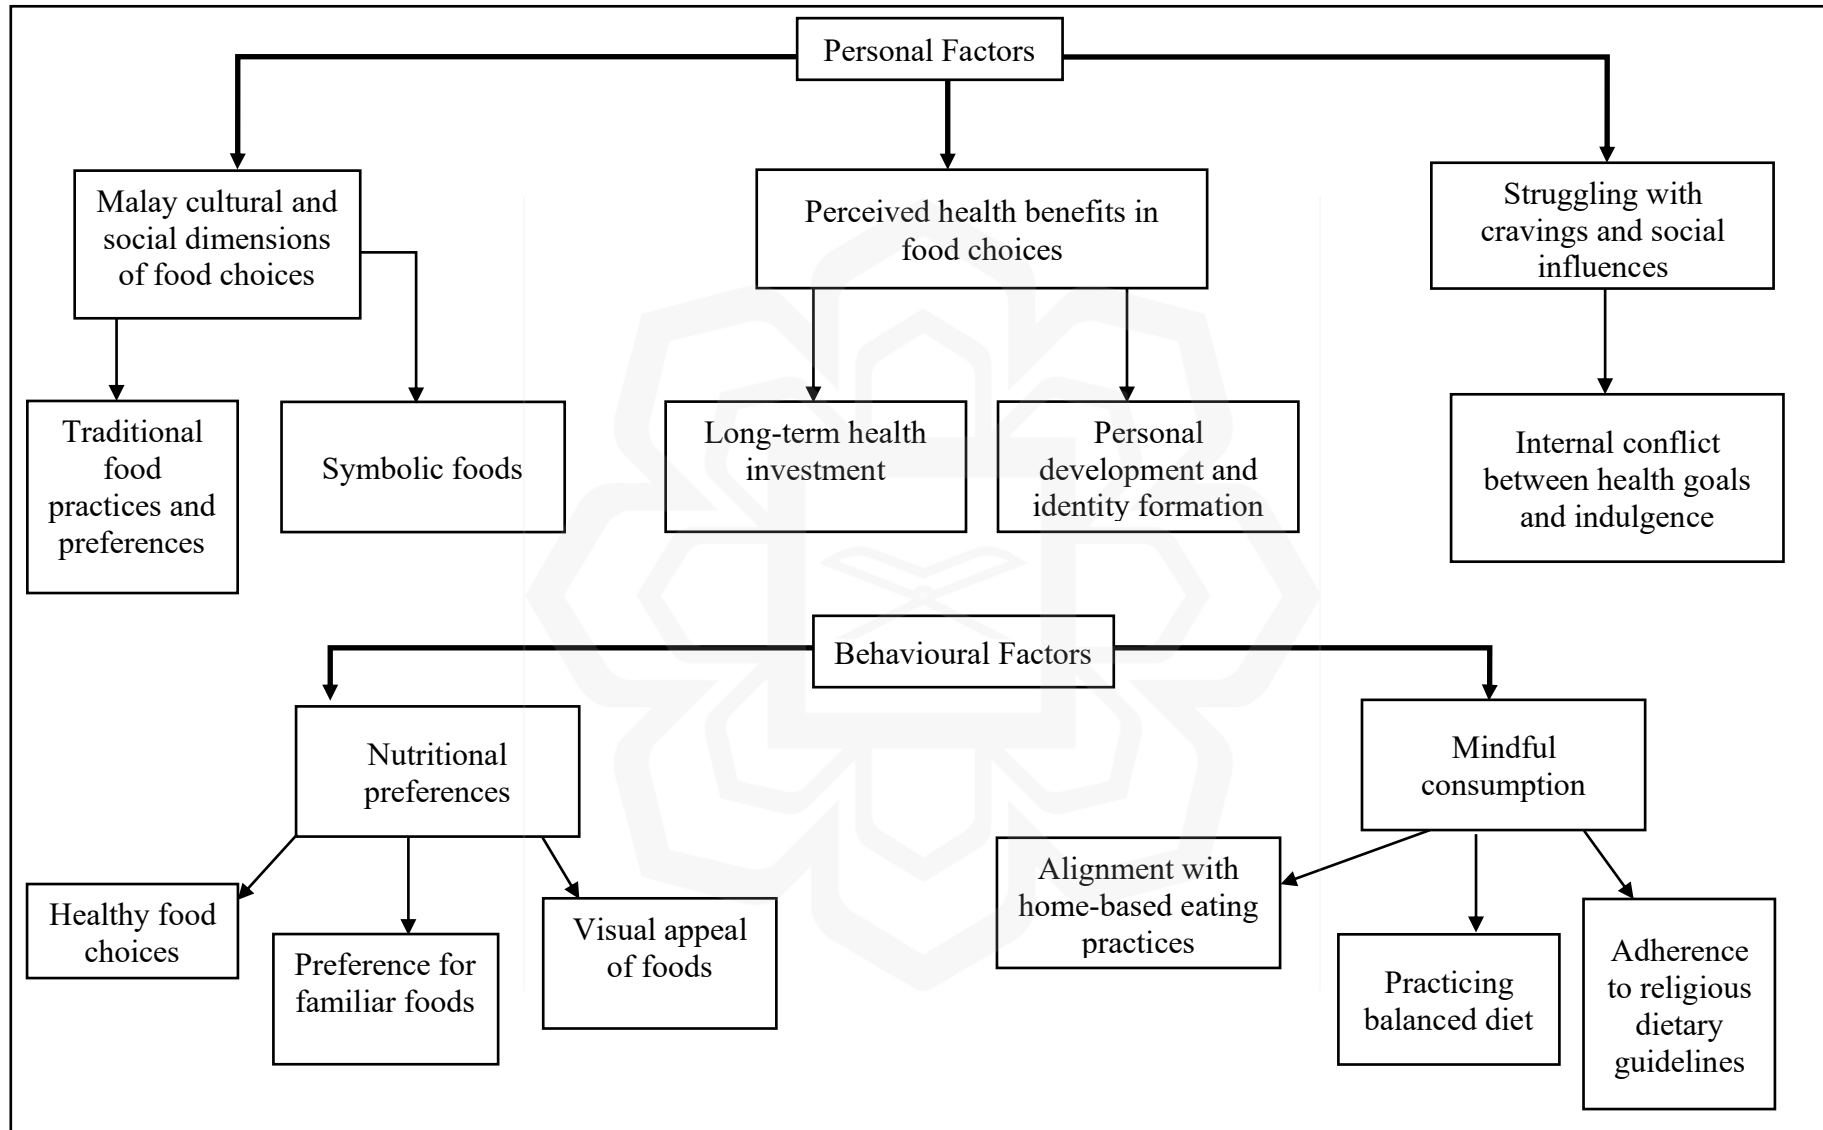 Personal Factors
Malay cultural and
social dimensions
of food choices
Perceived health benefits in
food choices
Struggling with
cravings and social
influences
Traditional
food
practices and
preferences
Symbolic foods
Long-term health
investment
Personal
development and
identity formation
Internal conflict
between health goals
and indulgence
Behavioural Factors
Nutritional
preferences
Mindful
consumption
Healthy food
choices
Preference for
familiar foods
Visual appeal
of foods
Alignment with
home-based eating
practices
Practicing
balanced diet
Adherence
to religious
dietary
guidelines